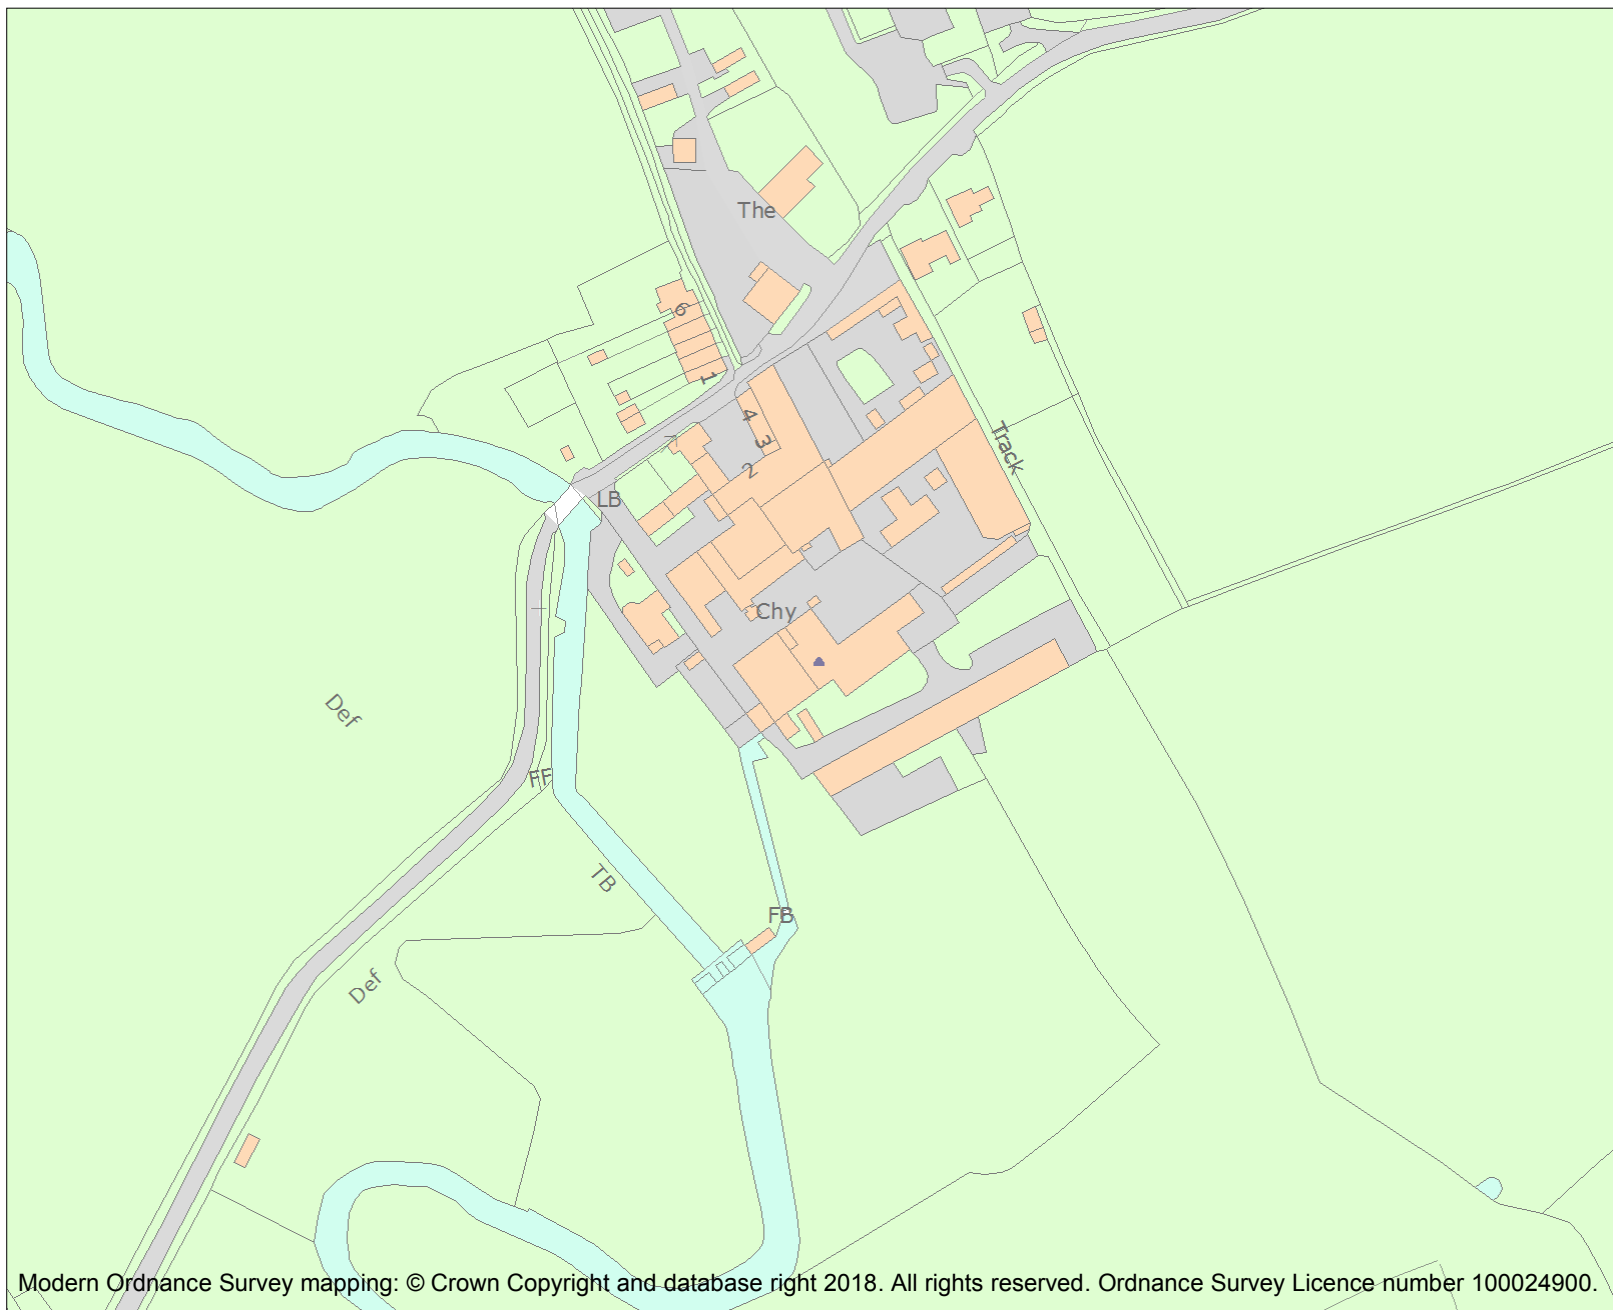 The
6
1
4
3
2
Track
LB
Chy
Def
FF
TB
FB
Def
Modern Ordnance Survey mapping: © Crown Copyright and database right 2018. All rights reserved. Ordnance Survey Licence number 100024900.